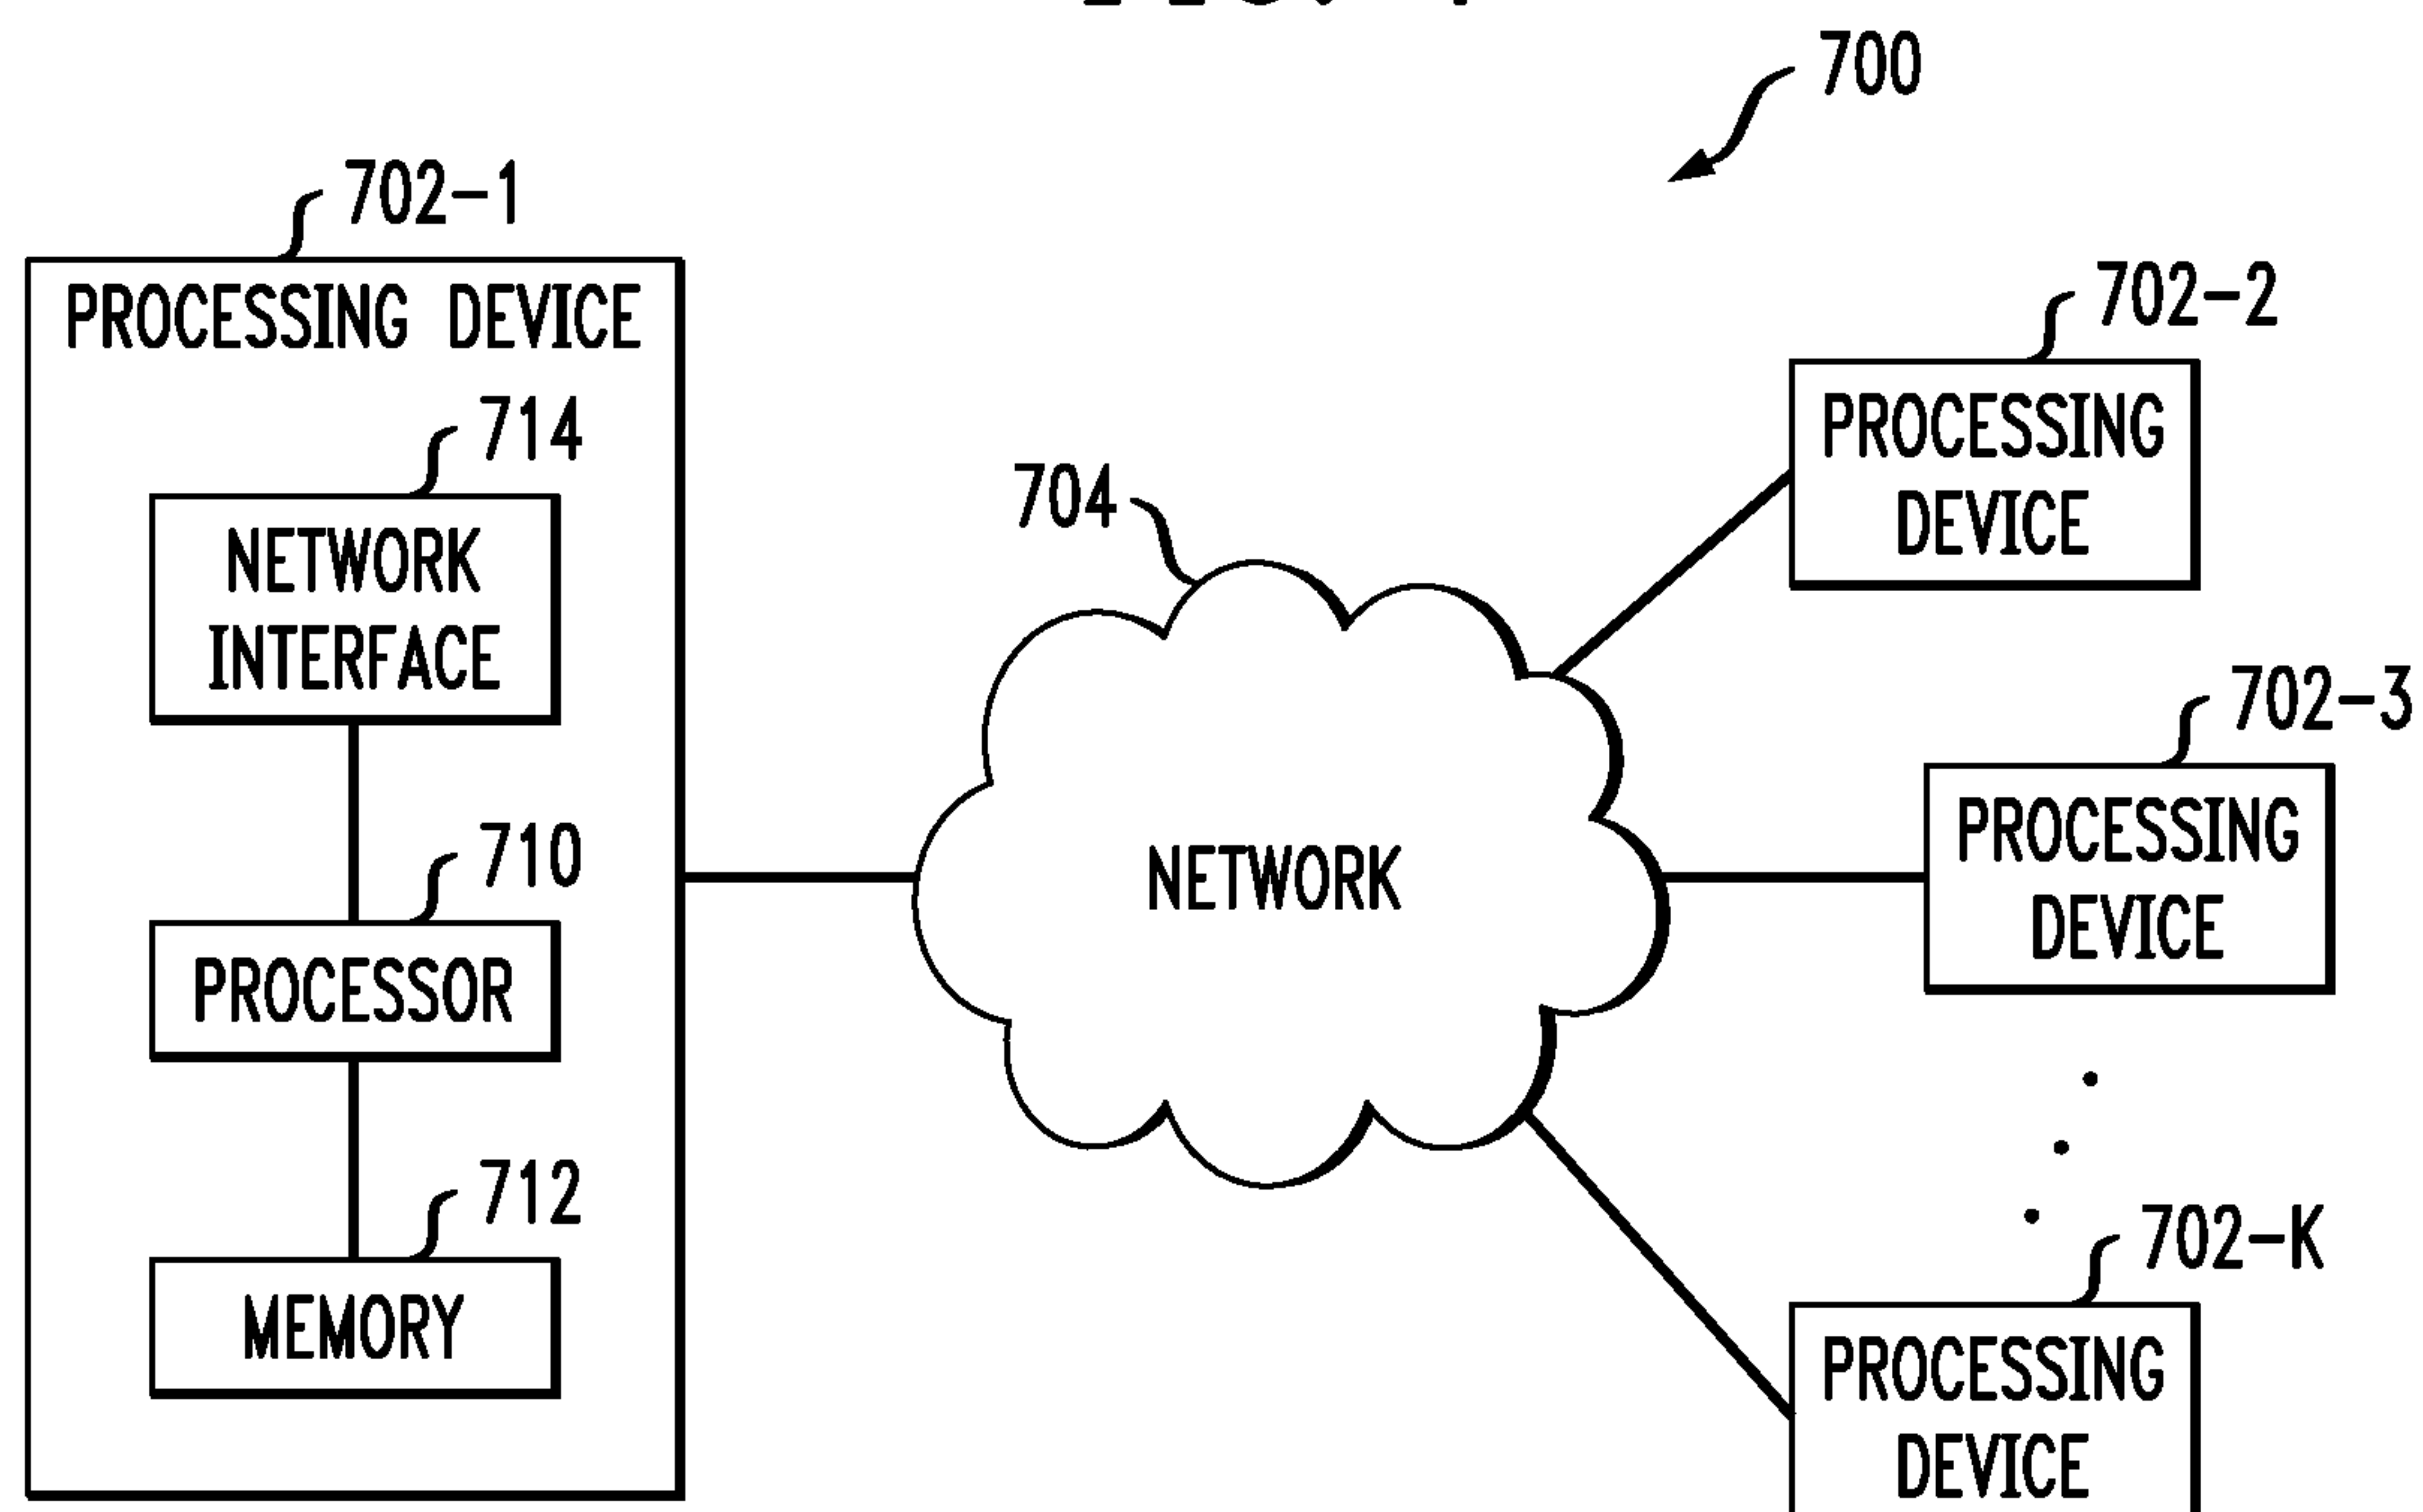 700
702-1
PROCESSING DEVICE
714
NETWORK
INTERFACE
710
PROCESSOR
712
MEMORY
704
NETWORK
702-2
PROCESSING
DEVICE
702-3
PROCESSING
DEVICE
702-K
PROCESSING
DEVICE